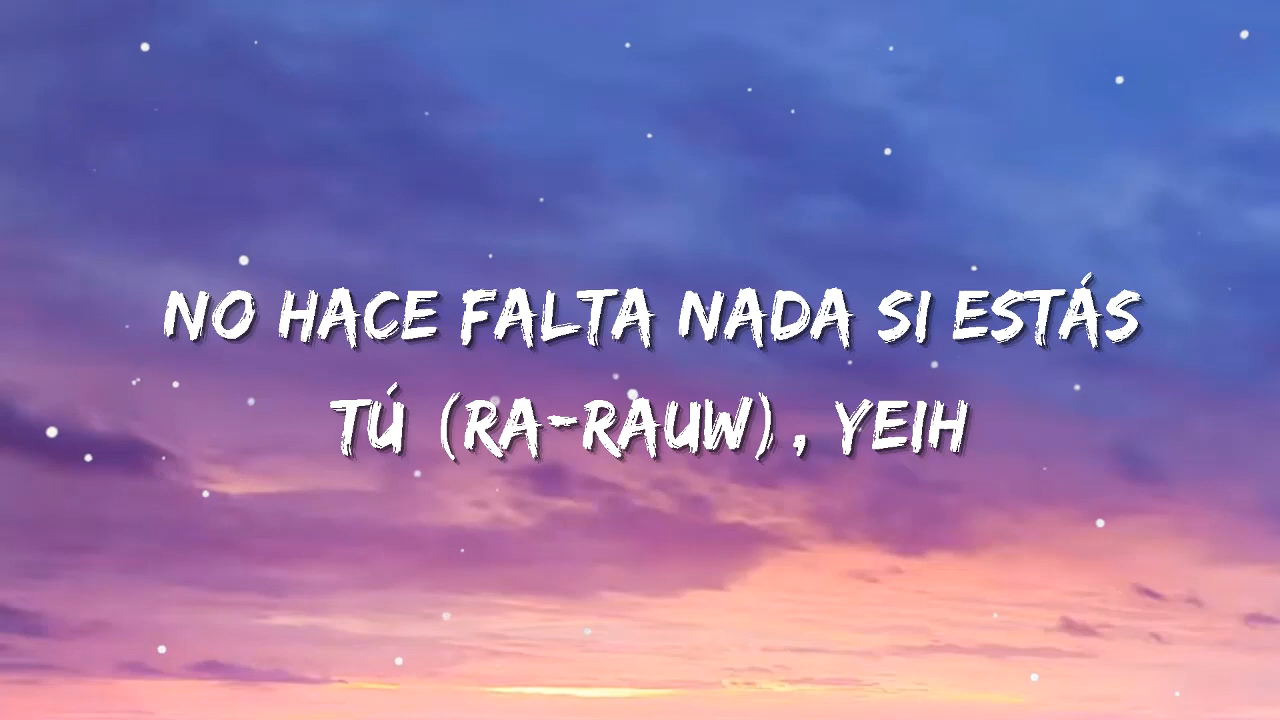 NO HACE FALTA NADA SI ESTÁS
TÚ (RA-RAUW), YEIH